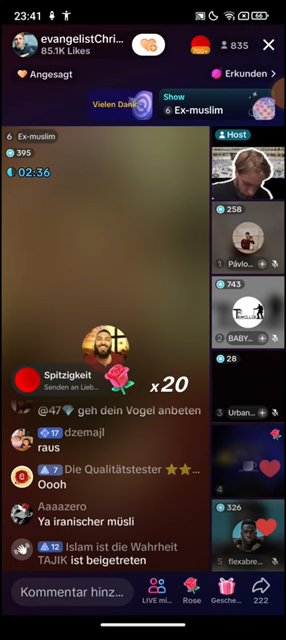 23:41
66
evangelistChri...
85.1K Likes
700+
835
Angesagt
Erkunden
Vielen Dank
Show
6 Ex-muslim
6 Ex-muslim
395
02:36
Host
258
1 Pávlo...
743
2 BABY...
28
3 Urban...
4
326
5 flexabre...
Spitzigkeit
Senden an Lieb...
x20
@47 geh dein Vogel anbeten
17 dzemajl
raus
7 Die Qualitätstester ...
Oooh
Aaaazero
Ya iranischer müsli
12 Islam ist die Wahrheit
TAJIK ist beigetreten
Kommentar hinz...
LIVE mi...
Rose
Gesche...
222